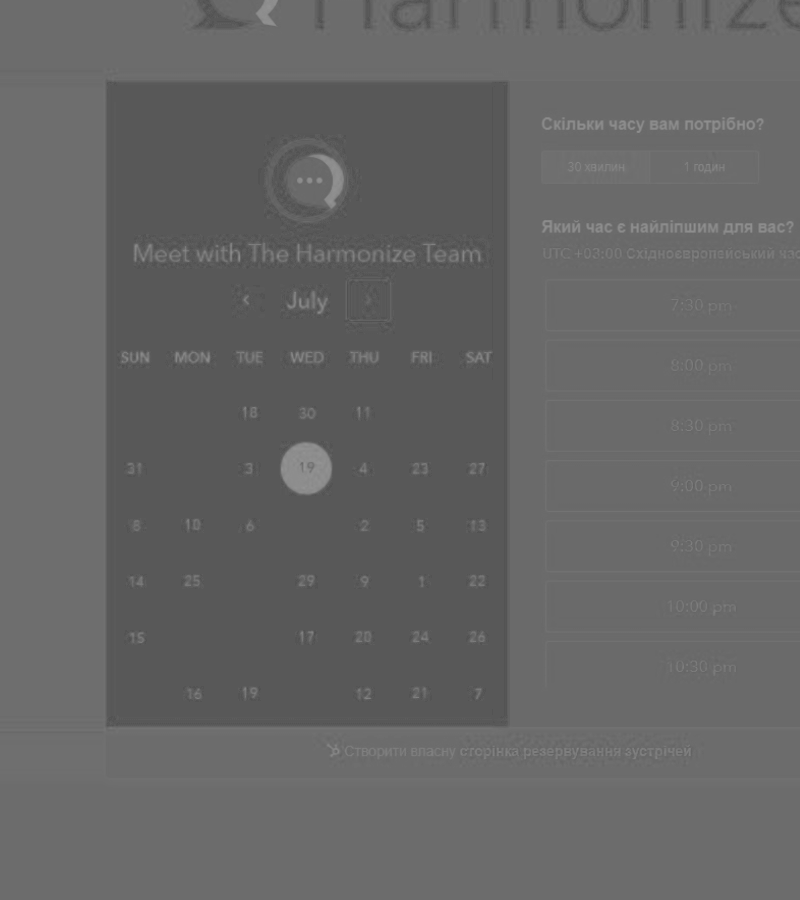 Harmonize
Meet with The Harmonize Team
‹ July ›
SUN MON TUE WED THU FRI SAT
18 30 11
31 3 19 4 23 27
8 10 6 2 5 13
14 25 29 9 1 22
15 17 20 24 26
16 19 12 21 7
Скільки часу вам потрібно?
30 хвилин 1 годин
Який час є найліпшим для вас?
UTC +03:00 Східноєвропейський час
7:30 pm
8:00 pm
8:30 pm
9:00 pm
9:30 pm
10:00 pm
10:30 pm
Створити власну сторінка резервування зустрічей